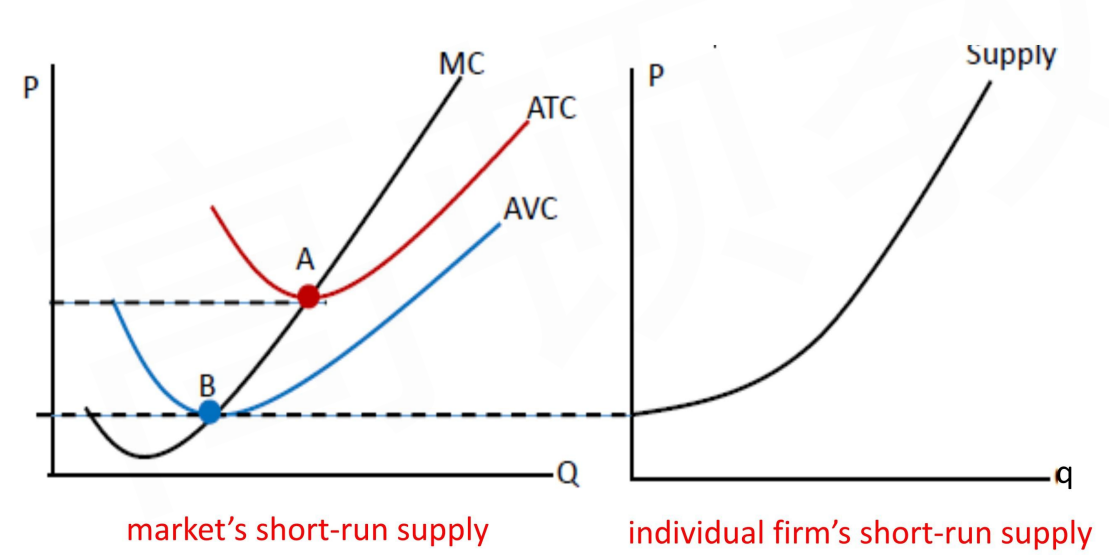 MC
P
ATC
AVC
A
B
Q
market's short-run supply
Supply
P
q
individual firm's short-run supply